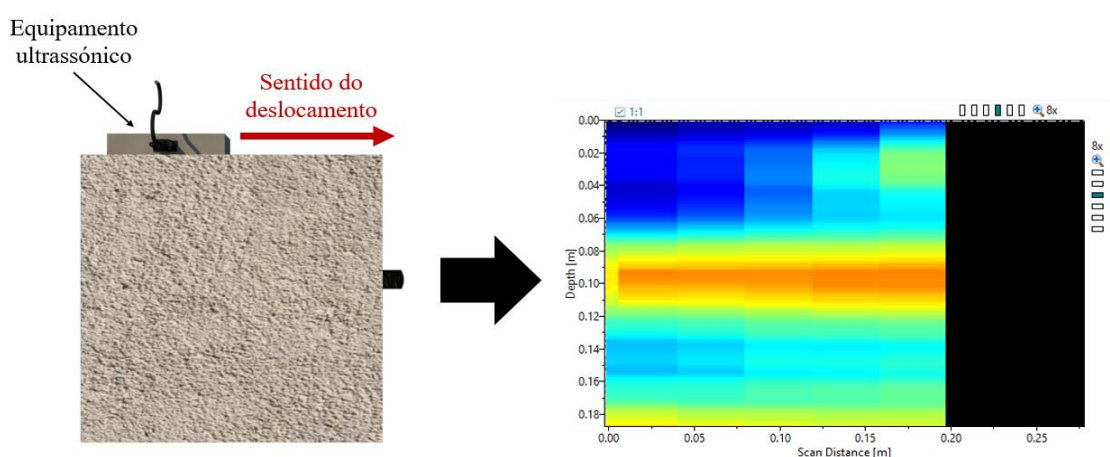 Equipamento
ultrassónico
Sentido do
deslocamento
1:1
8x
8x
0.00
0.02
0.04
0.06
0.08
0.10
0.12
0.14
0.16
0.18
Depth [m]
0.00
0.05
0.10
0.15
0.20
0.25
Scan Distance [m]